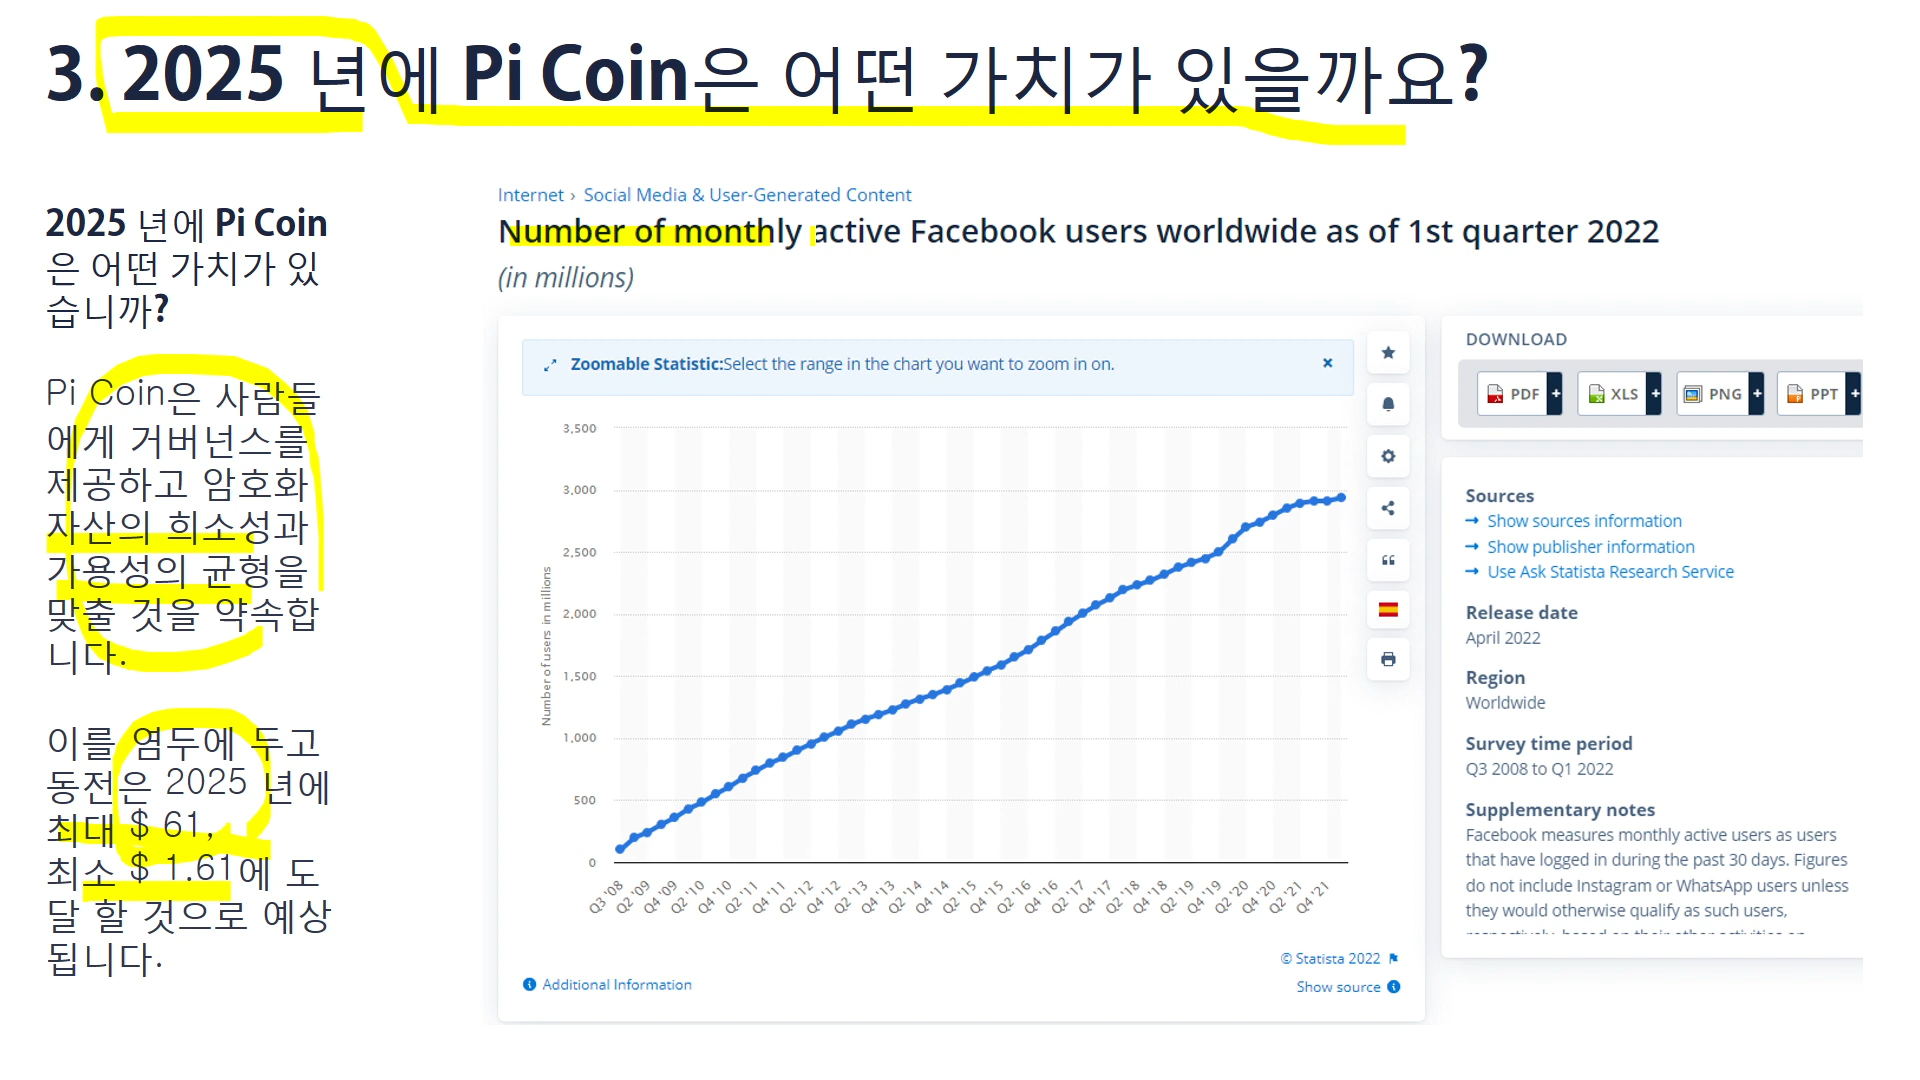 3. 2025 년에 Pi Coin은 어떤 가치가 있을까요?
2025 년에 Pi Coin
은 어떤 가치가 있
습니까?
Pi Coin은 사람들
에게 거버넌스를
제공하고 암호화
자산의 희소성과
가용성의 균형을
맞출 것을 약속합
니다.
이를 염두에 두고
동전은 2025 년에
최대 $ 61,
최소 $ 1.61에 도
달 할 것으로 예상
됩니다.
Internet › Social Media & User-Generated Content
Number of monthly active Facebook users worldwide as of 1st quarter 2022
(in millions)
Zoomable Statistic:Select the range in the chart you want to zoom in on.
×
Number of users in millions
3,500
3,000
2,500
2,000
1,500
1,000
500
0
Q3 '08
Q2 '09
Q4 '09
Q2 '10
Q4 '10
Q2 '11
Q4 '11
Q2 '12
Q4 '12
Q2 '13
Q4 '13
Q2 '14
Q4 '14
Q2 '15
Q4 '15
Q2 '16
Q4 '16
Q2 '17
Q4 '17
Q2 '18
Q4 '18
Q2 '19
Q4 '19
Q2 '20
Q4 '20
Q2 '21
Q4 '21
© Statista 2022
Additional Information
Show source
DOWNLOAD
PDF + XLS + PNG + PPT +
Sources
→ Show sources information
→ Show publisher information
→ Use Ask Statista Research Service
Release date
April 2022
Region
Worldwide
Survey time period
Q3 2008 to Q1 2022
Supplementary notes
Facebook measures monthly active users as users
that have logged in during the past 30 days. Figures
do not include Instagram or WhatsApp users unless
they would otherwise qualify as such users,